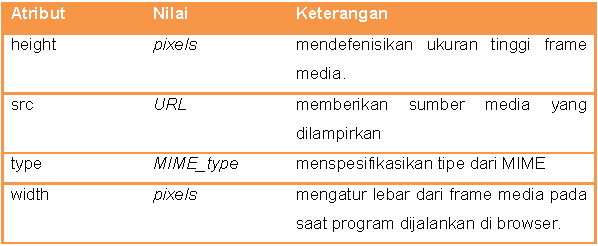 Atribut Nilai Keterangan
height pixels mendefenisikan ukuran tinggi frame
media.
src URL memberikan sumber media yang
dilampirkan
type MIME_type menspesifikasikan tipe dari MIME
width pixels mengatur lebar dari frame media pada
saat program dijalankan di browser.